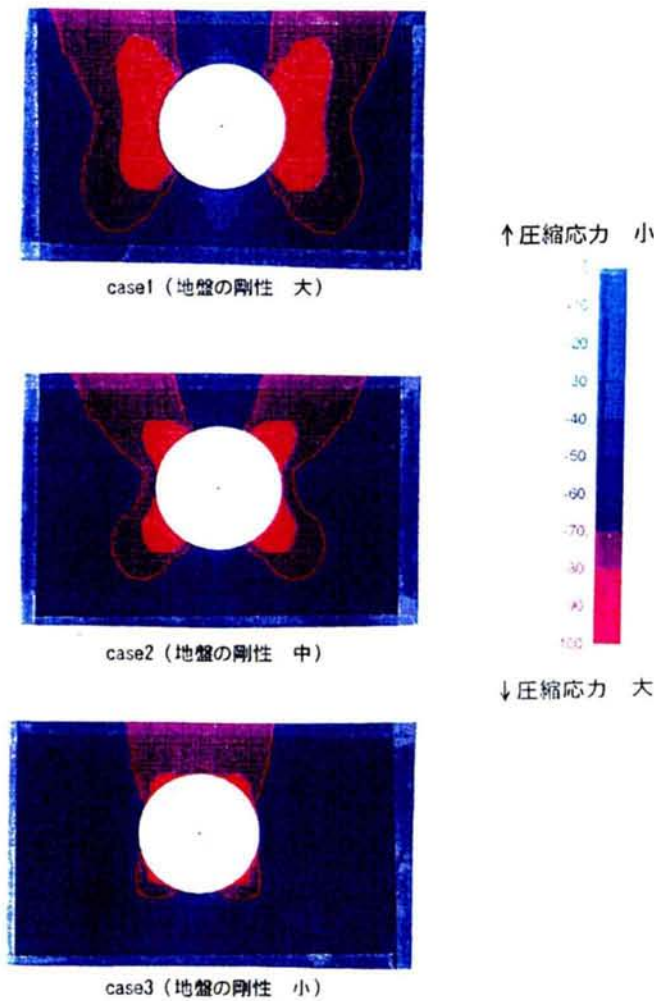 case1（地盤の剛性　大）
case2（地盤の剛性　中）
case3（地盤の剛性　小）
↑圧縮応力　小
-20
30
-40
-50
-60
-70
-80
90
100
↓圧縮応力　大